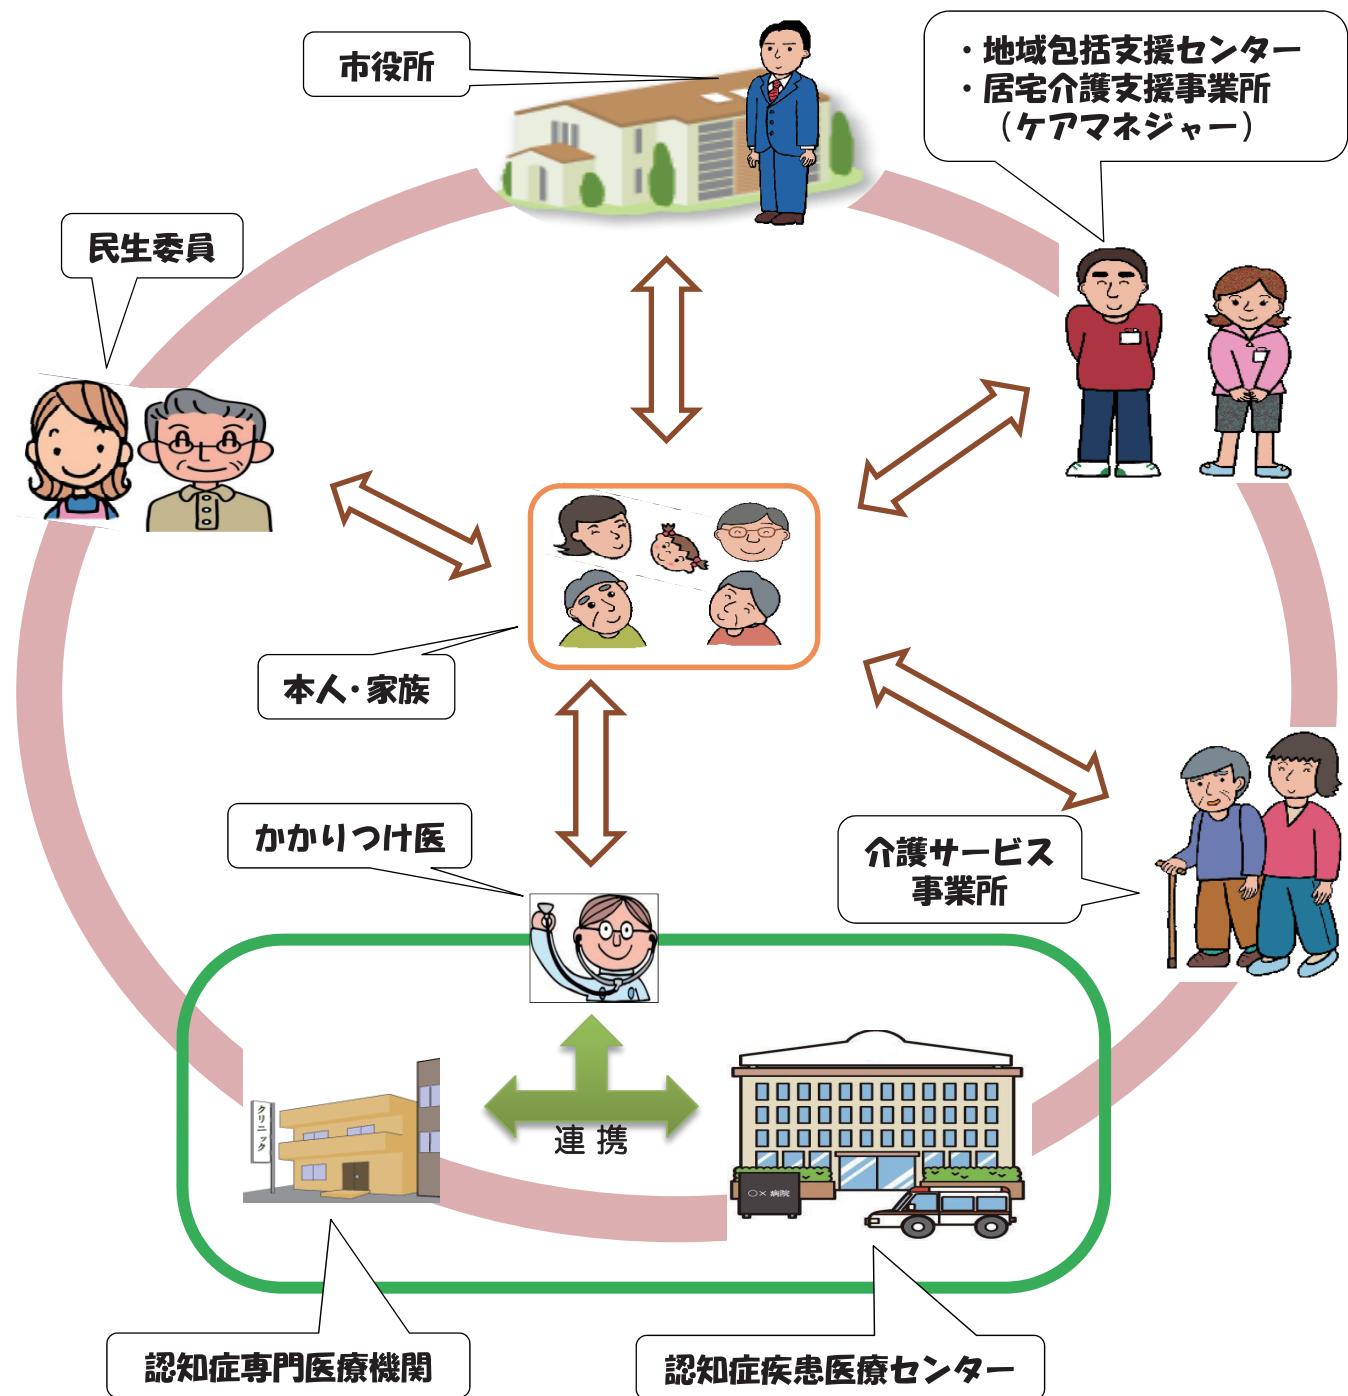 市役所
・地域包括支援センター
・居宅介護支援事業所
（ケアマネジャー）
民生委員
本人・家族
かかりつけ医
介護サービス
事業所
クリニック
連携
○× 病院
認知症専門医療機関
認知症疾患医療センター